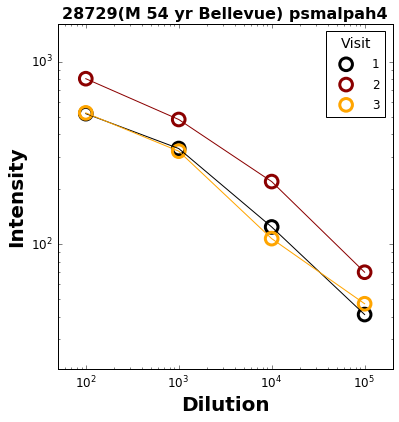 28729(M 54 yr Bellevue) psmalpah4
Visit
1
2
3
10³
10²
Intensity
10² 10³ 10⁴ 10⁵
Dilution